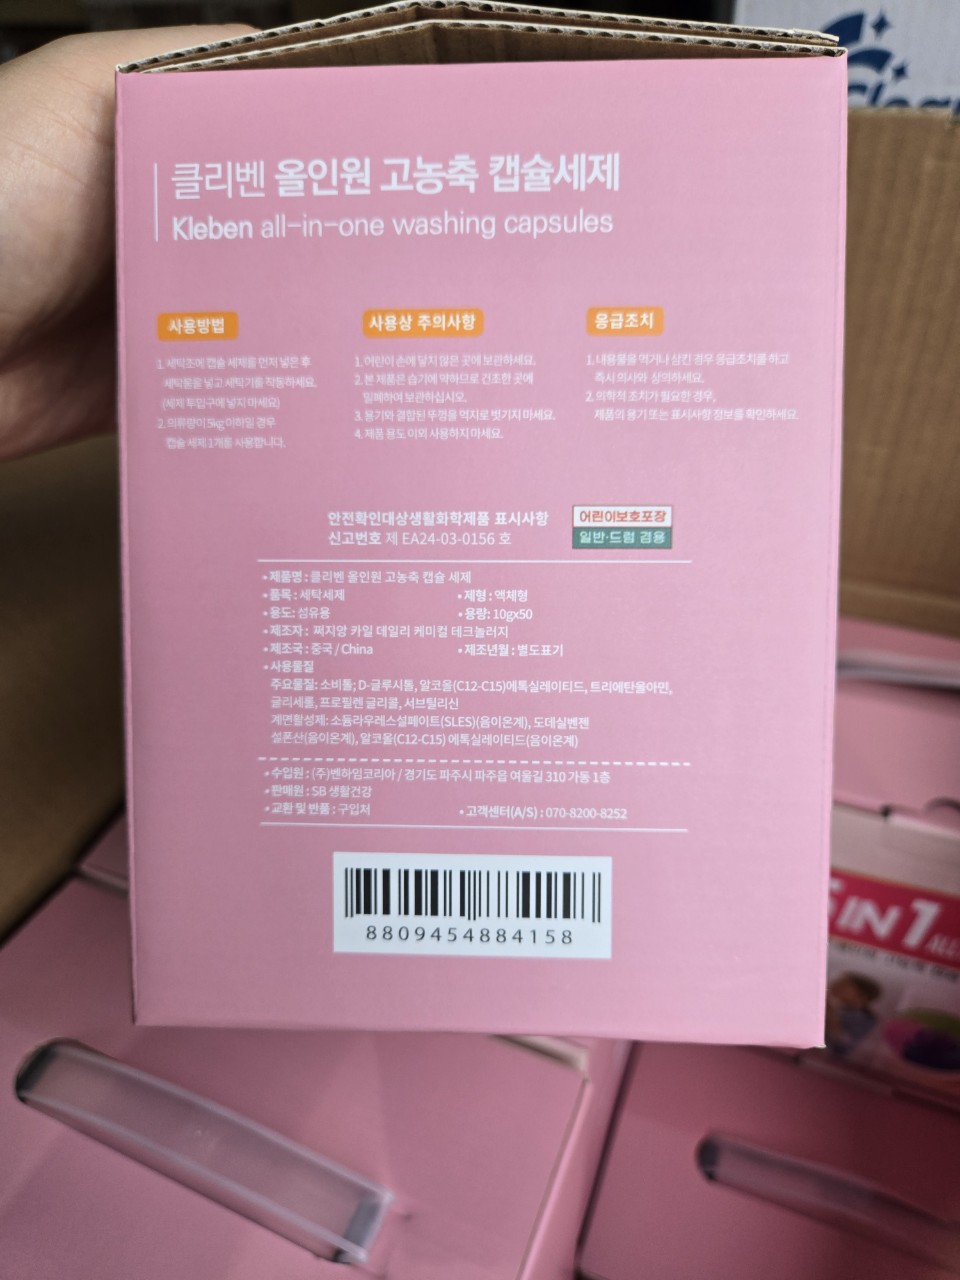 클리벤 올인원 고농축 캡슐세제
Kleben all-in-one washing capsules
사용방법
1. 세탁조에 캡슐 세제를 먼저 넣은 후
세탁물을 넣고 세탁기를 작동하세요.
(세제 투입구에 넣지 마세요)
2. 의류량이 5kg 이하일 경우
캡슐 세제 1개를 사용합니다.
사용상 주의사항
1. 어린이 손에 닿지 않은 곳에 보관하세요.
2. 본 제품은 습기에 약하므로 건조한 곳에
밀폐하여 보관하십시오.
3. 용기와 결합된 뚜껑을 억지로 벗기지 마세요.
4. 제품 용도 이외 사용하지 마세요.
응급조치
1. 내용물을 먹거나 삼킨 경우 응급조치를 하고
즉시 의사와 상의하세요.
2. 의학적 조치가 필요한 경우,
제품의 용기 또는 표시사항 정보를 확인하세요.
안전확인대상생활화학제품 표시사항
신고번호 제 EA24-03-0156 호
어린이보호포장
일반·드럼 겸용
• 제품명 : 클리벤 올인원 고농축 캡슐 세제
• 품목 : 세탁세제 • 제형 : 액체형
• 용도 : 섬유용 • 용량 : 10gx50
• 제조자 : 쩌지앙 카일 데일리 케미컬 테크놀러지
• 제조국 : 중국 / China • 제조년월 : 별도표기
• 사용물질
주요물질: 소비톨; D-글루시톨, 알코올(C12-C15)에톡실레이티드, 트리에탄올아민,
글리세롤, 프로필렌 글리콜, 서브틸리신
계면활성제: 소듐라우레스설페이트(SLES)(음이온계), 도데실벤젠
설폰산(음이온계), 알코올(C12-C15) 에톡실레이티드(음이온계)
• 수입원 : (주)벤하임코리아 / 경기도 파주시 파주읍 여울길 310 가동 1층
• 판매원 : SB 생활건강
• 교환 및 반품 : 구입처 • 고객센터(A/S) : 070-8200-8252
8809454884158
IN 1